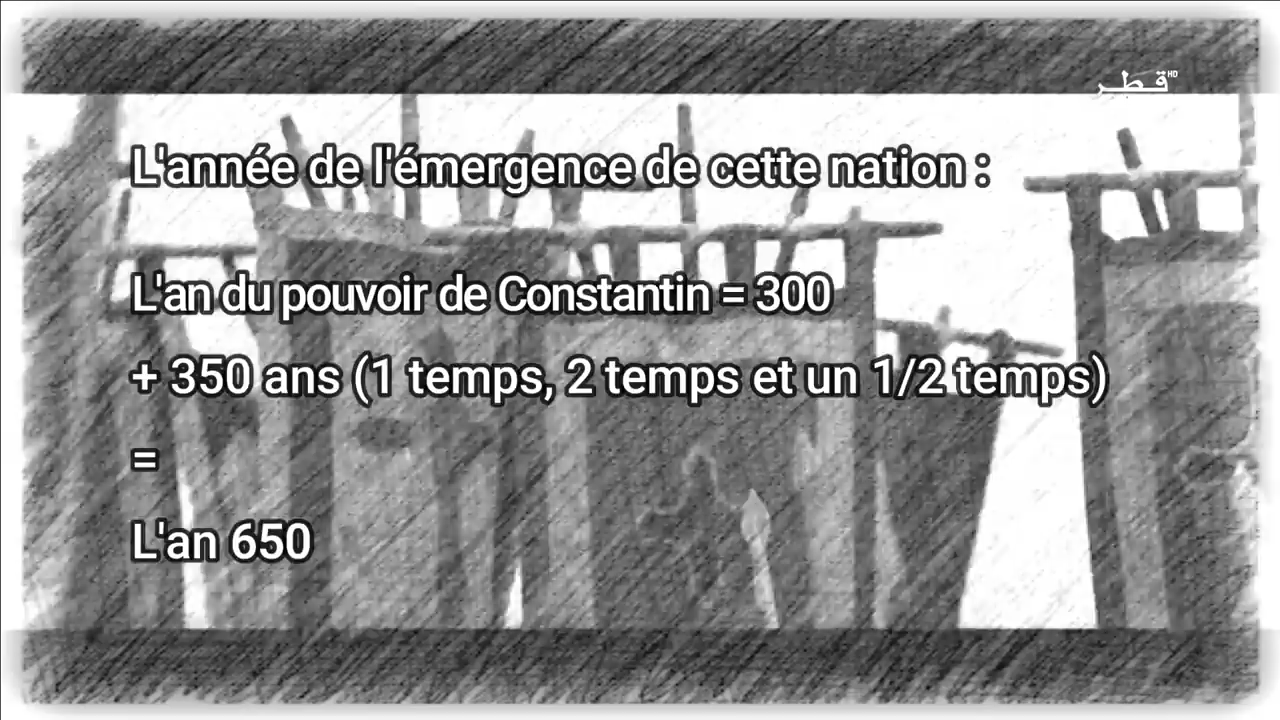 قطر HD
L'année de l'émergence de cette nation :
L'an du pouvoir de Constantin = 300
+ 350 ans (1 temps, 2 temps et un 1/2 temps)
=
L'an 650